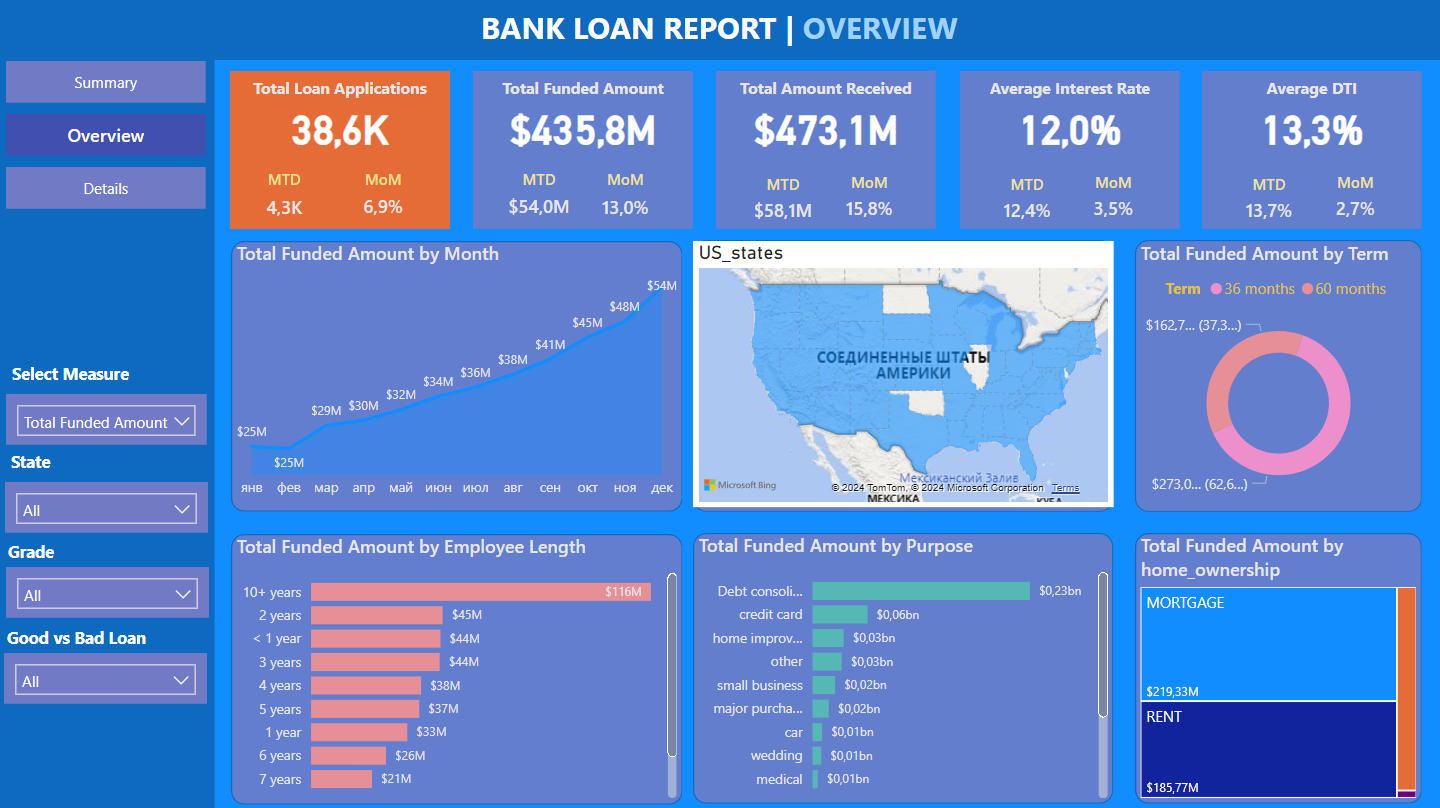 BANK LOAN REPORT | OVERVIEW
Summary
Overview
Details
Select Measure
Total Funded Amount
State
All
Grade
All
Good vs Bad Loan
All
Total Loan Applications
38,6K
MTD
MoM
4,3K
6,9%
Total Funded Amount
$435,8M
MTD
MoM
$54,0M
13,0%
Total Amount Received
$473,1M
MTD
MoM
$58,1M
15,8%
Average Interest Rate
12,0%
MTD
MoM
12,4%
3,5%
Average DTI
13,3%
MTD
MoM
13,7%
2,7%
Total Funded Amount by Month
$25M
$25M
$29M
$30M
$32M
$34M
$36M
$38M
$41M
$45M
$48M
$54M
янв фев мар апр май июн июл авг сен окт ноя дек
US_states
СОЕДИНЕННЫЕ ШТАТЫ
АМЕРИКИ
Мексиканский Залив
Microsoft Bing
© 2024 TomTom, © 2024 Microsoft Corporation Terms
МЕКСИКА
КУБА
Total Funded Amount by Term
Term 36 months 60 months
$162,7... (37,3...)
$273,0... (62,6...)
Total Funded Amount by Employee Length
10+ years $116M
2 years $45M
< 1 year $44M
3 years $44M
4 years $38M
5 years $37M
1 year $33M
6 years $26M
7 years $21M
Total Funded Amount by Purpose
Debt consoli... $0,23bn
credit card $0,06bn
home improv... $0,03bn
other $0,03bn
small business $0,02bn
major purcha... $0,02bn
car $0,01bn
wedding $0,01bn
medical $0,01bn
Total Funded Amount by
home_ownership
MORTGAGE
$219,33M
RENT
$185,77M